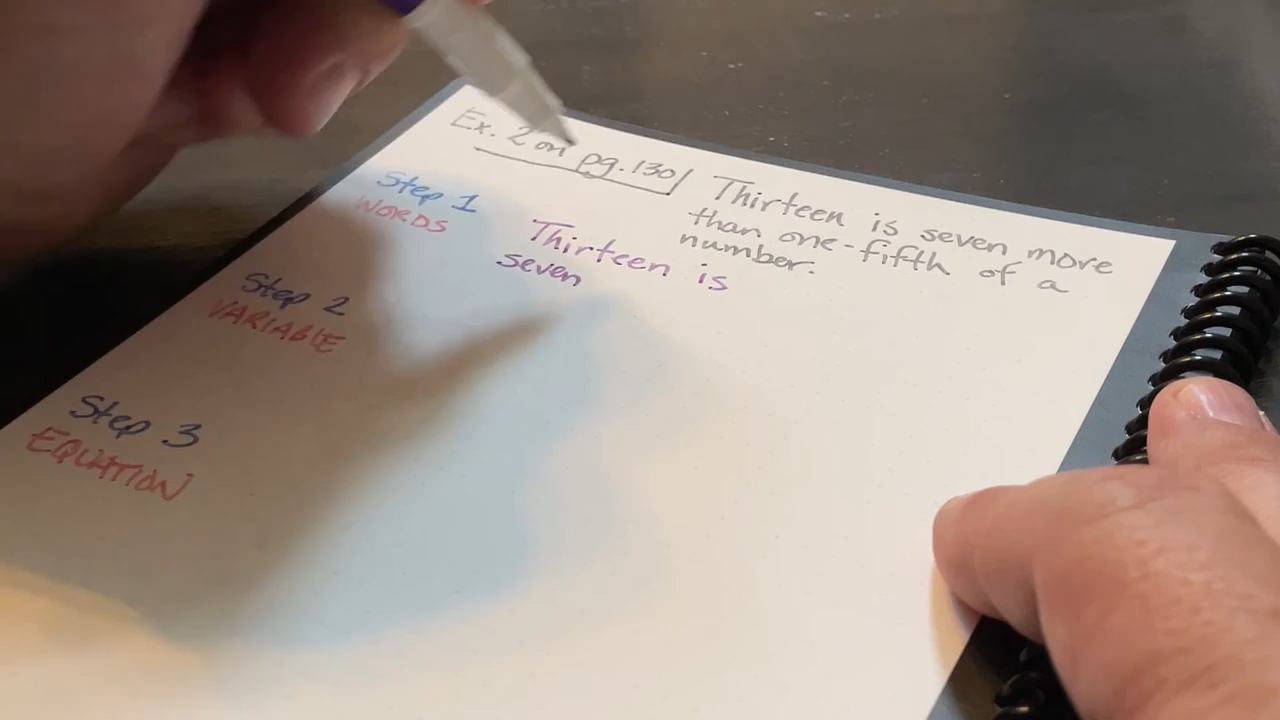 Ex. 2 on pg. 130
Thirteen is seven more
than one-fifth of a
number.
Step 1
WORDS
Thirteen is
seven
Step 2
VARIABLE
Step 3
EQUATION